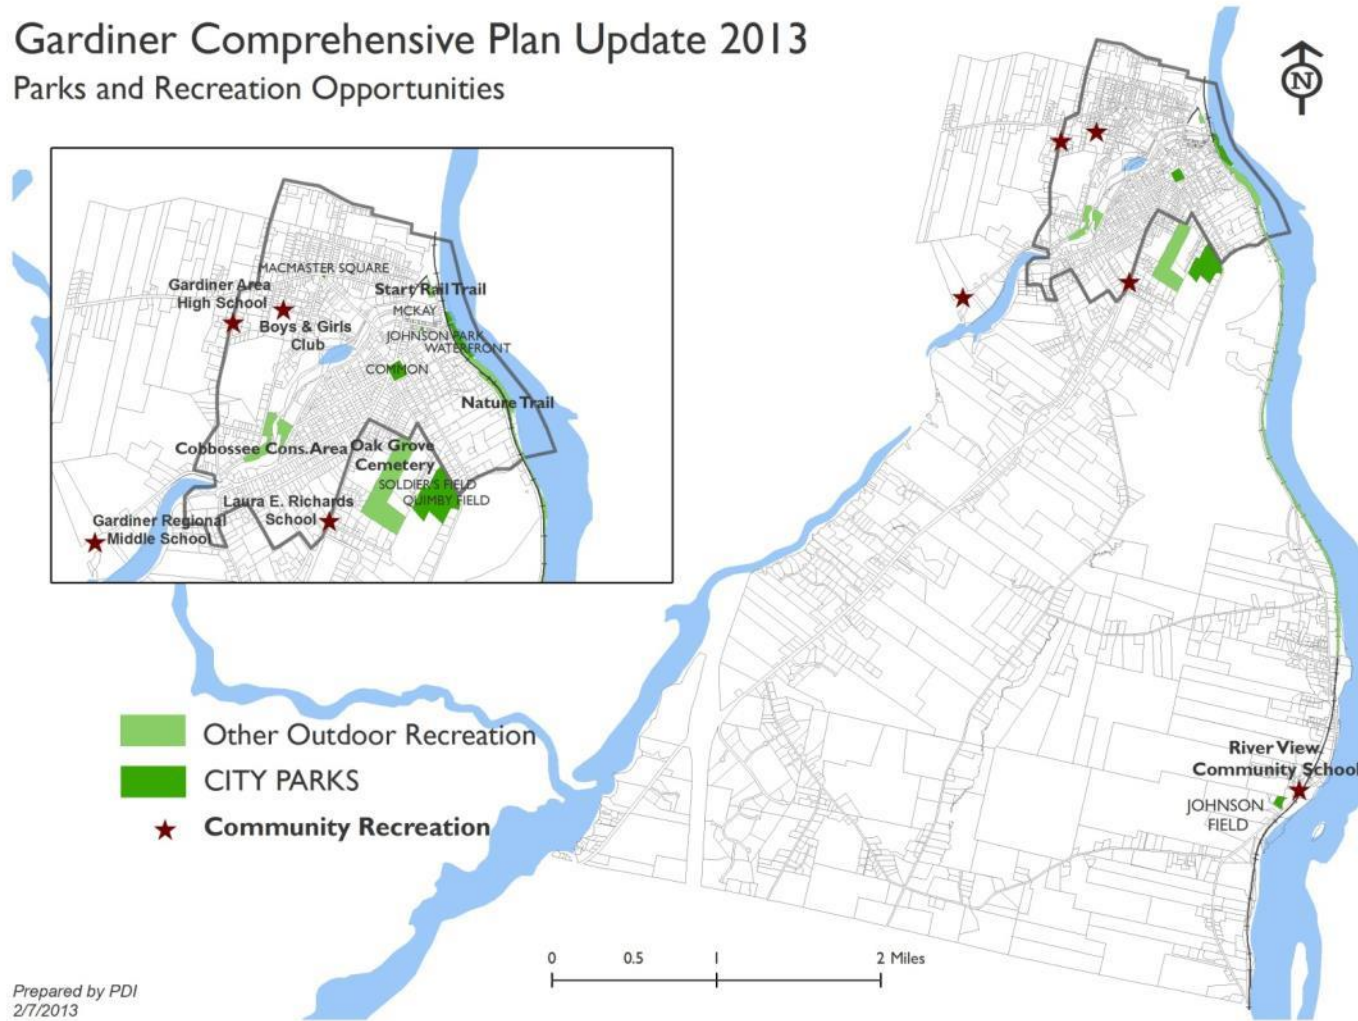 Gardiner Comprehensive Plan Update 2013
Parks and Recreation Opportunities
N
MACMASTER SQUARE
Gardiner Area
High School
Start Rail Trail
MCKAY
Boys & Girls
Club
JOHNSON PARK
WATERFRONT
COMMON
Nature Trail
Cobbossee Cons. Area
Oak Grove
Cemetery
SOLDIER'S FIELD
QUIMBY FIELD
Laura E. Richards
School
Gardiner Regional
Middle School
Other Outdoor Recreation
CITY PARKS
Community Recreation
River View
Community School
JOHNSON
FIELD
0 0.5 1 2 Miles
Prepared by PDI
2/7/2013